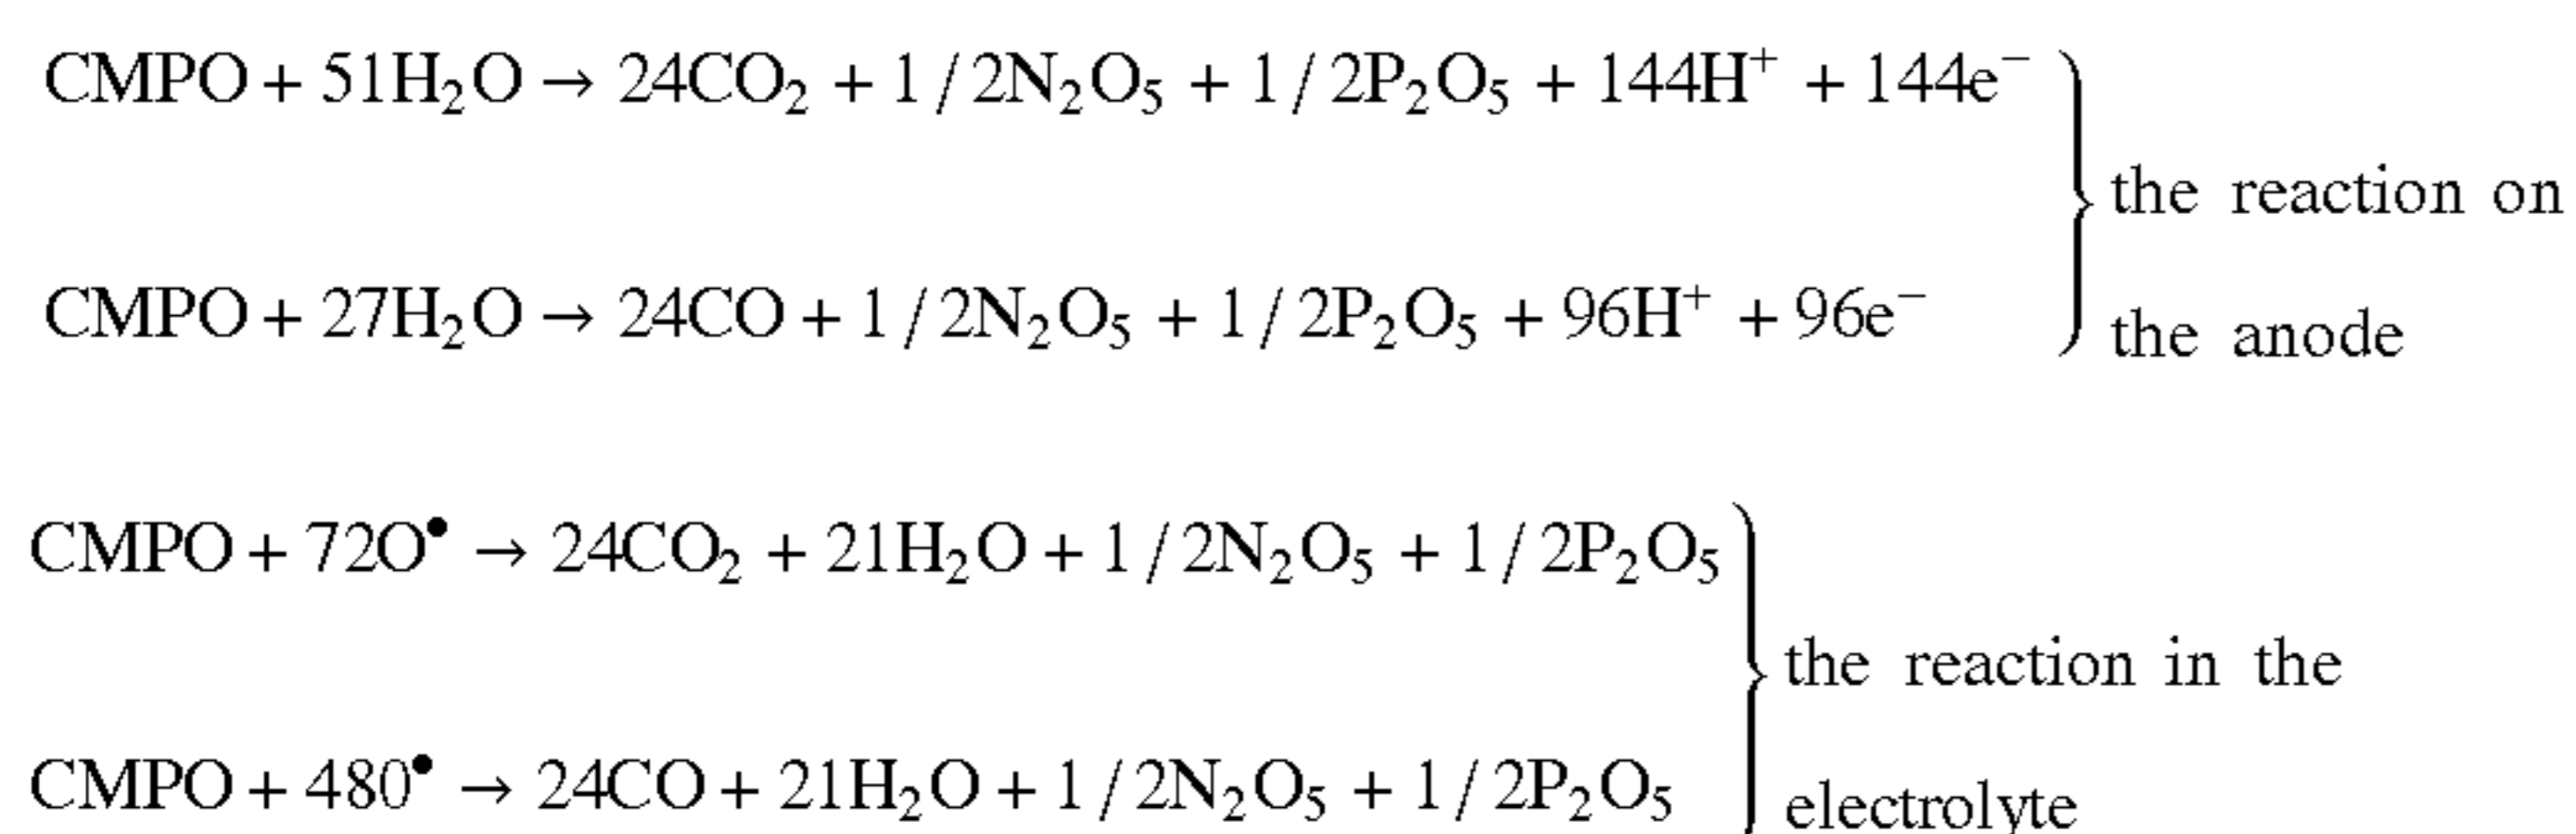 CMPO + 51H₂O → 24CO₂ + 1/2N₂O₅ + 1/2P₂O₅ + 144H⁺ + 144e⁻
the reaction on
CMPO + 27H₂O → 24CO + 1/2N₂O₅ + 1/2P₂O₅ + 96H⁺ + 96e⁻
the anode
CMPO + 72O• → 24CO₂ + 21H₂O + 1/2N₂O₅ + 1/2P₂O₅
the reaction in the
CMPO + 480• → 24CO + 21H₂O + 1/2N₂O₅ + 1/2P₂O₅
electrolyte